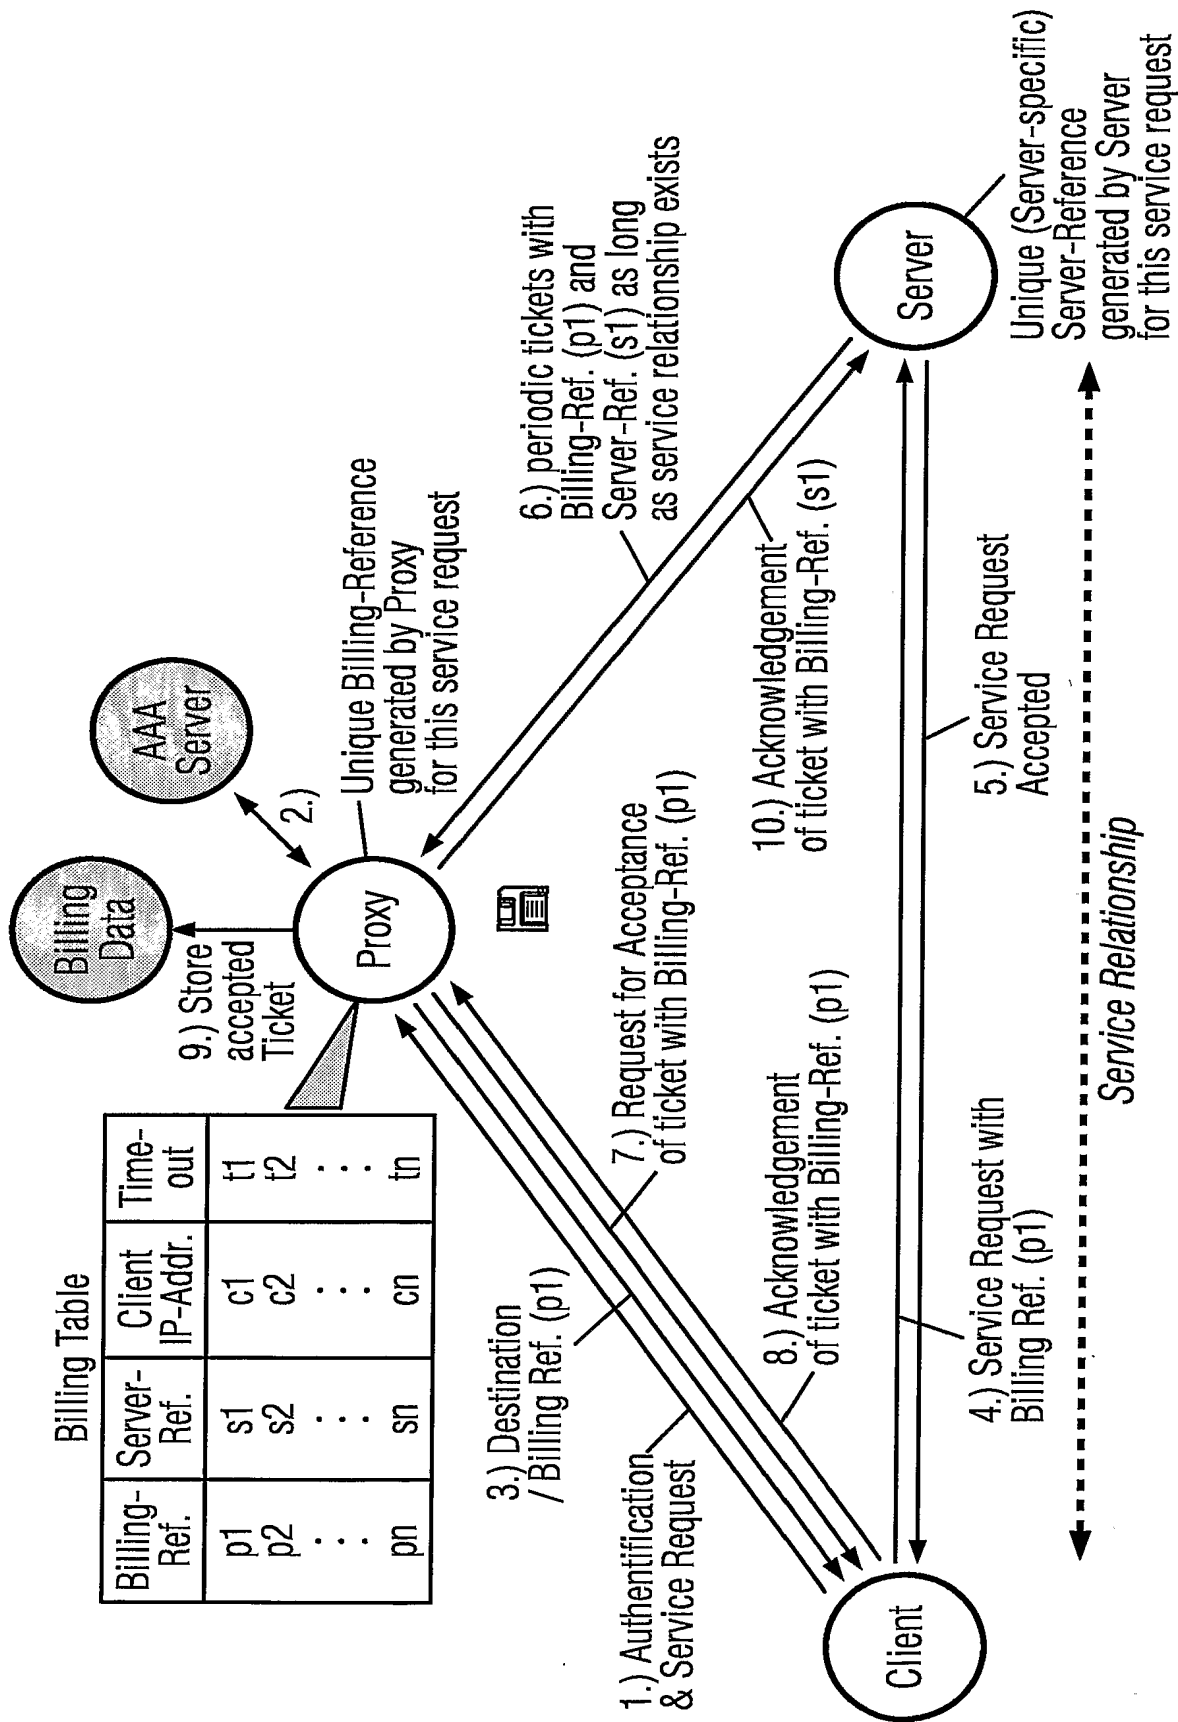 Billing Table
Billing-
Ref.
Server-
Ref.
Client
IP-Addr.
Time-
out
p1 s1 c1 t1
p2 s2 c2 t2
. . . . . . . . . . . .
pn sn cn tn
Billing
Data
AAA
Server
9.) Store
accepted
Ticket
2.)
Proxy
Unique Billing-Reference
generated by Proxy
for this service request
3.) Destination
/ Billing Ref. (p1)
1.) Authentification
& Service Request
7.) Request for Acceptance
of ticket with Billing-Ref. (p1)
8.) Acknowledgement
of ticket with Billing-Ref. (p1)
6.) periodic tickets with
Billing-Ref. (p1) and
Server-Ref. (s1) as long
as service relationship exists
10.) Acknowledgement
of ticket with Billing-Ref. (s1)
Client
Server
4.) Service Request with
Billing Ref. (p1)
5.) Service Request
Accepted
Unique (Server-specific)
Server-Reference
generated by Server
for this service request
Service Relationship